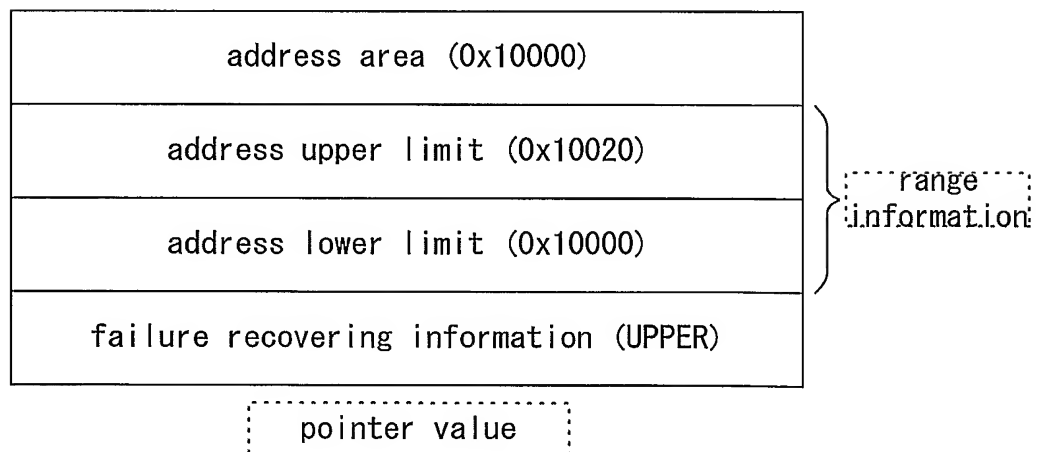 address area (0x10000)
address upper limit (0x10020)
address lower limit (0x10000)
range
information
failure recovering information (UPPER)
pointer value